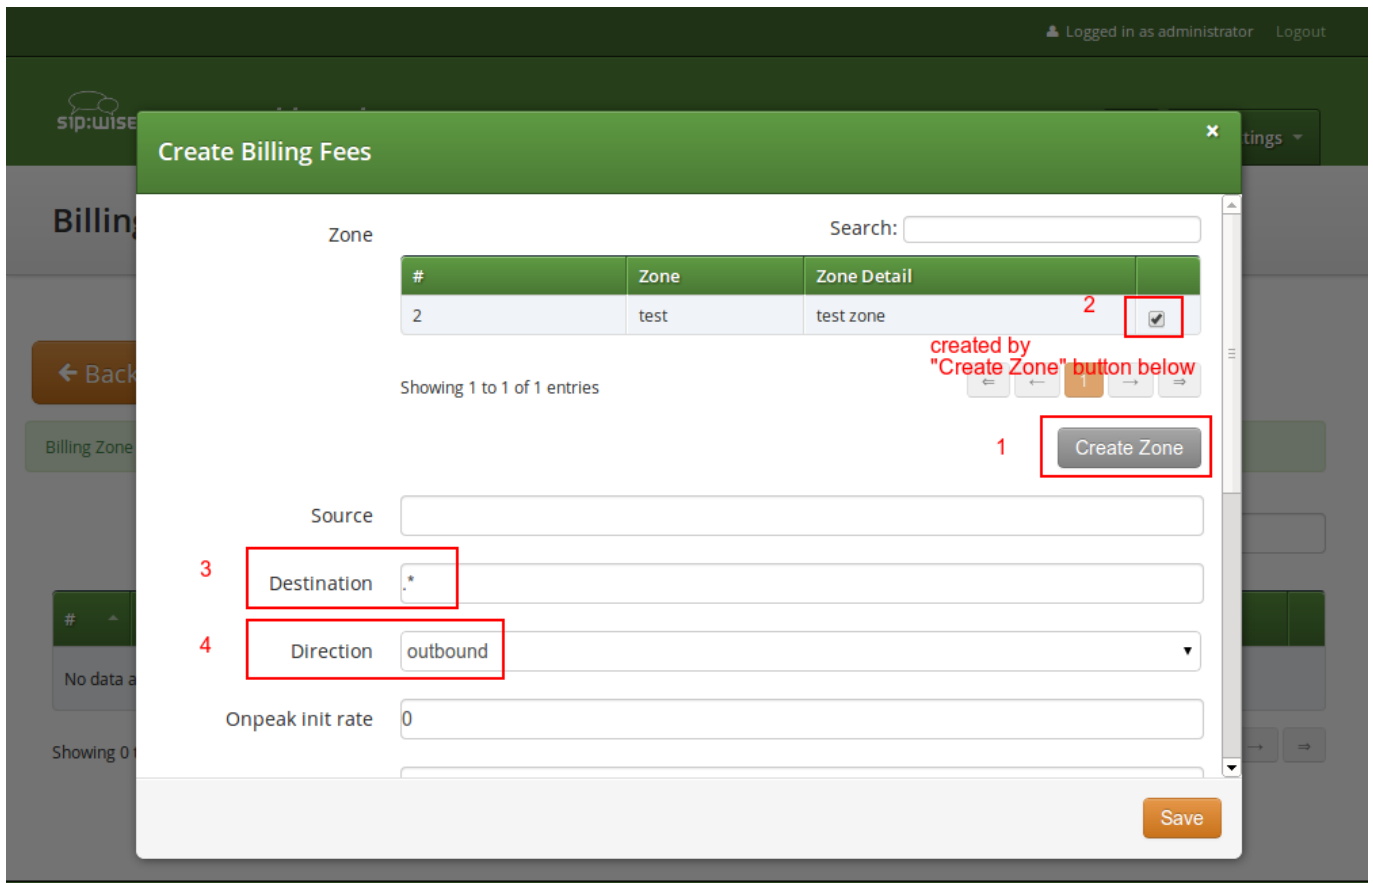 Logged in as administrator Logout
sip:wise
tings
Create Billing Fees ×
Billing
Zone Search:
# Zone Zone Detail
2 test test zone 2
created by
"Create Zone" button below
← Back
Showing 1 to 1 of 1 entries ⇐ ← 1 → ⇒
Billing Zone 1 Create Zone
Source
3 Destination .*
#
4 Direction outbound
No data a
Onpeak init rate 0
Showing 0 t → ⇒
Save